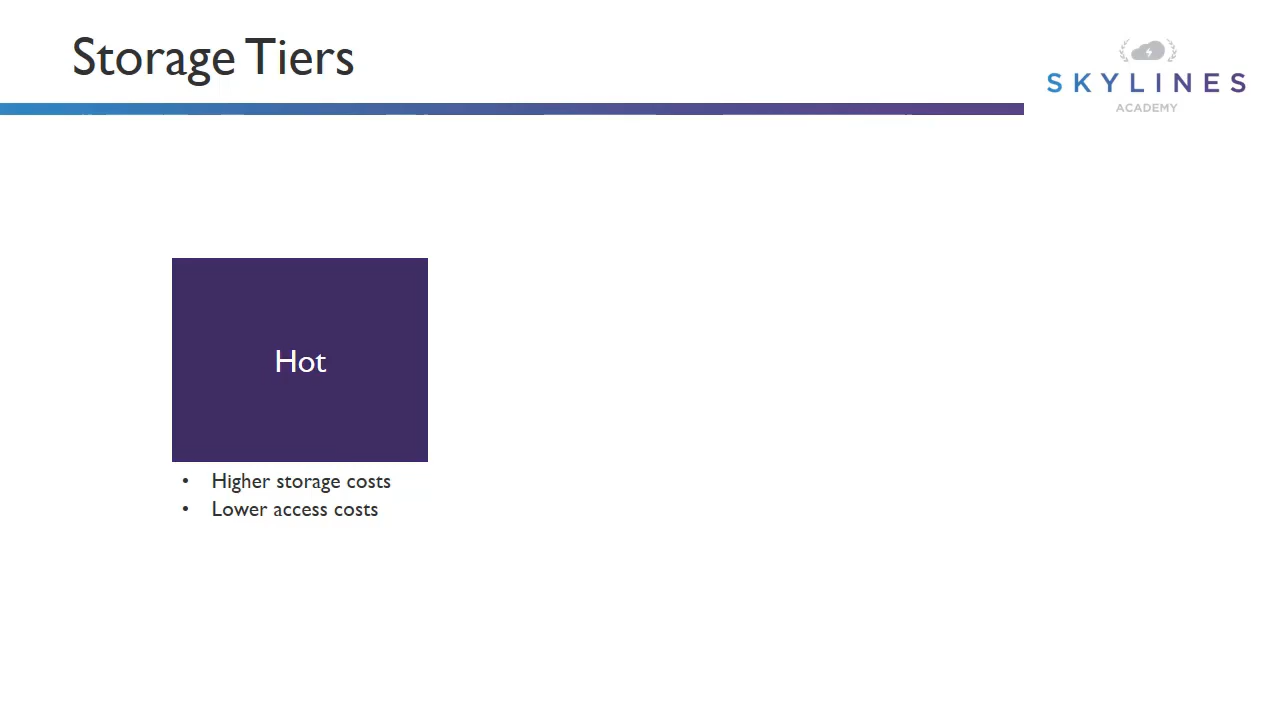 Storage Tiers
SKYLINES
ACADEMY
Hot
• Higher storage costs
• Lower access costs